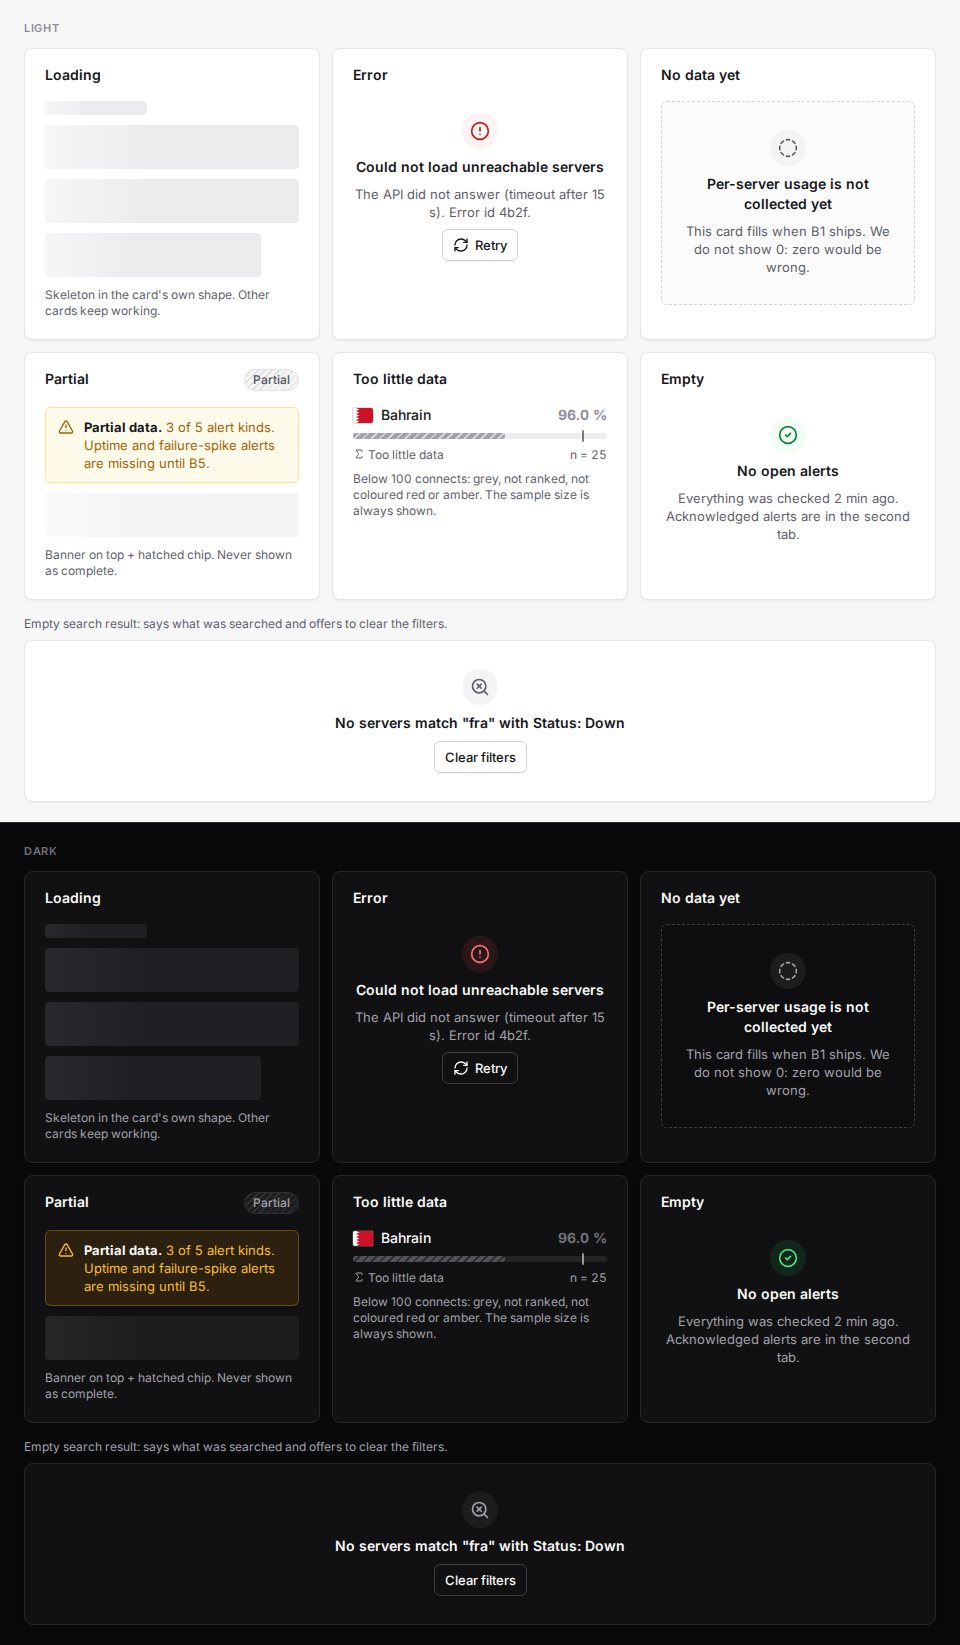 LIGHT
Loading
Skeleton in the card's own shape. Other
cards keep working.
Error
Could not load unreachable servers
The API did not answer (timeout after 15
s). Error id 4b2f.
Retry
No data yet
Per-server usage is not
collected yet
This card fills when B1 ships. We
do not show 0: zero would be
wrong.
Partial
Partial
Partial data. 3 of 5 alert kinds.
Uptime and failure-spike alerts
are missing until B5.
Banner on top + hatched chip. Never shown
as complete.
Too little data
Bahrain 96.0 %
Σ Too little data n = 25
Below 100 connects: grey, not ranked, not
coloured red or amber. The sample size is
always shown.
Empty
No open alerts
Everything was checked 2 min ago.
Acknowledged alerts are in the second
tab.
Empty search result: says what was searched and offers to clear the filters.
No servers match "fra" with Status: Down
Clear filters
DARK
Loading
Skeleton in the card's own shape. Other
cards keep working.
Error
Could not load unreachable servers
The API did not answer (timeout after 15
s). Error id 4b2f.
Retry
No data yet
Per-server usage is not
collected yet
This card fills when B1 ships. We
do not show 0: zero would be
wrong.
Partial
Partial
Partial data. 3 of 5 alert kinds.
Uptime and failure-spike alerts
are missing until B5.
Banner on top + hatched chip. Never shown
as complete.
Too little data
Bahrain 96.0 %
Σ Too little data n = 25
Below 100 connects: grey, not ranked, not
coloured red or amber. The sample size is
always shown.
Empty
No open alerts
Everything was checked 2 min ago.
Acknowledged alerts are in the second
tab.
Empty search result: says what was searched and offers to clear the filters.
No servers match "fra" with Status: Down
Clear filters